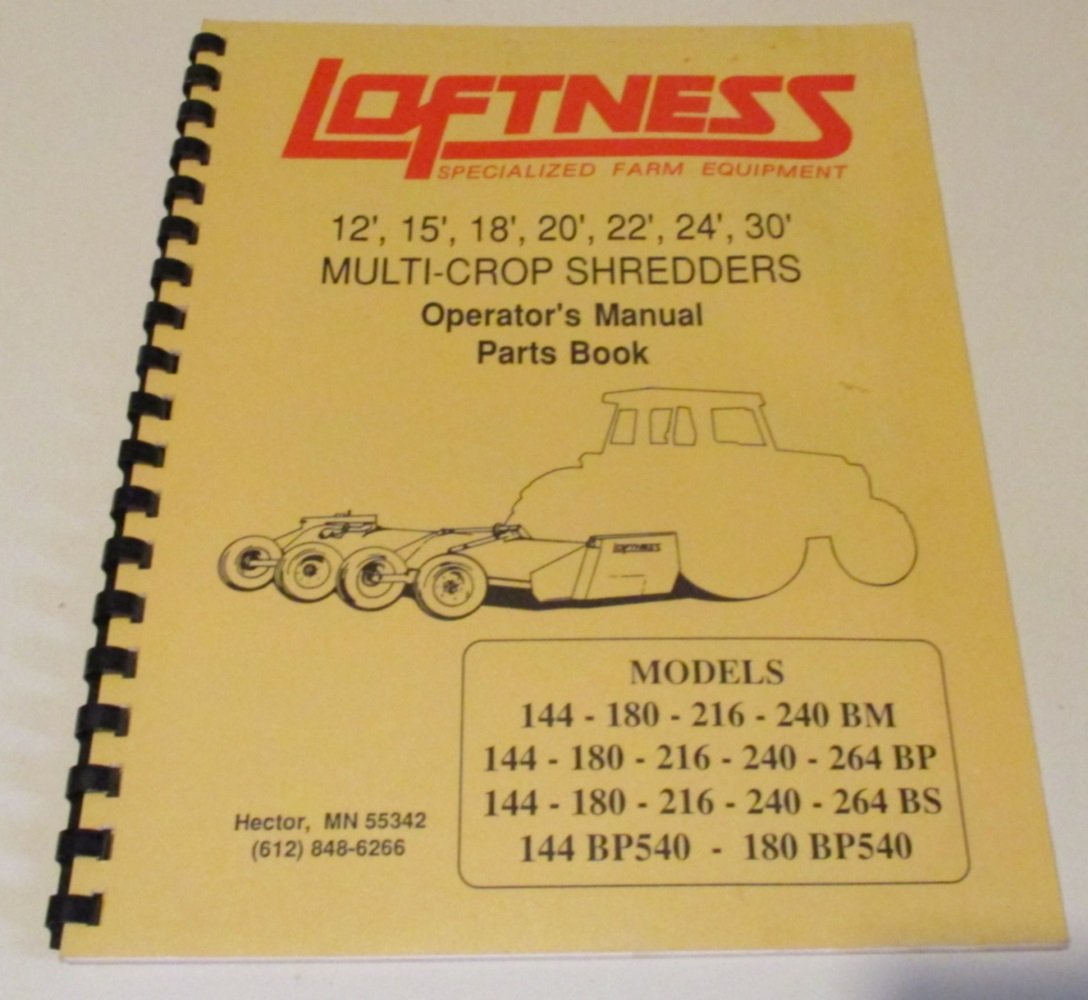 LOFTNESS
SPECIALIZED FARM EQUIPMENT
12', 15', 18', 20', 22', 24', 30'
MULTI-CROP SHREDDERS
Operator's Manual
Parts Book
LOFTNESS
MODELS
144 - 180 - 216 - 240 BM
144 - 180 - 216 - 240 - 264 BP
144 - 180 - 216 - 240 - 264 BS
144 BP540 - 180 BP540
Hector, MN 55342
(612) 848-6266